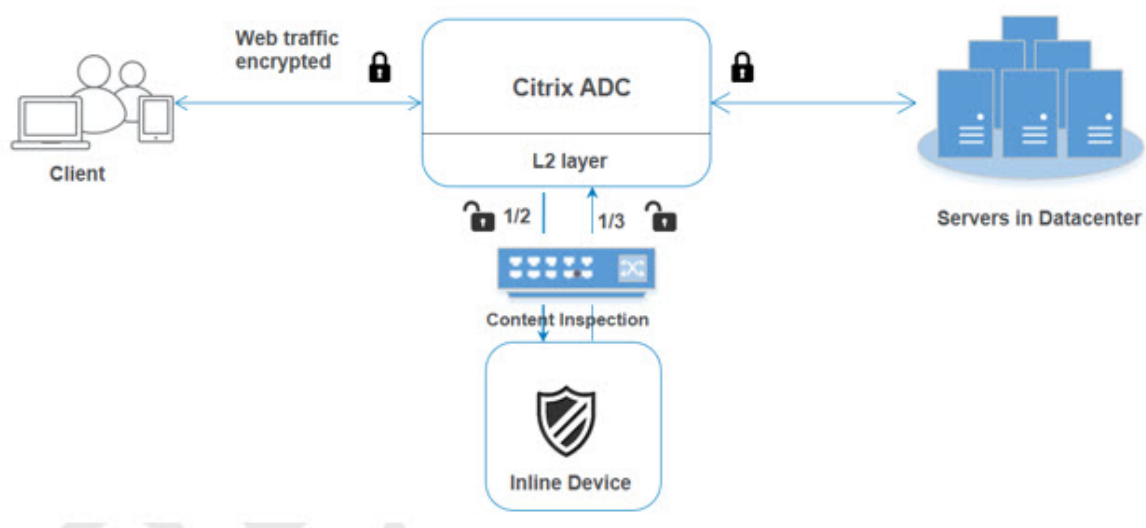 Web traffic
encrypted
Citrix ADC
L2 layer
Client
Servers in Datacenter
1/2
1/3
Content Inspection
Inline Device